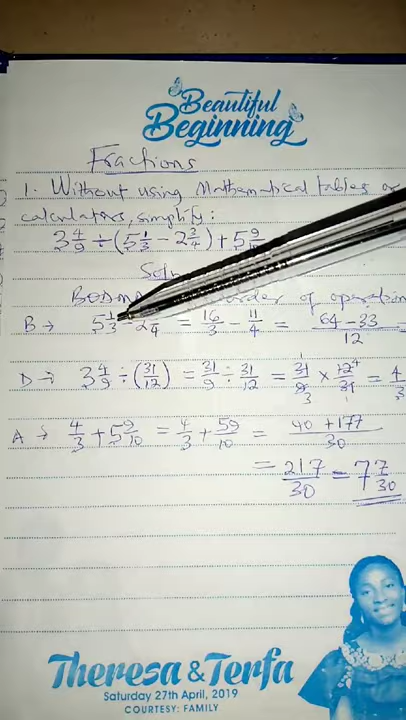 Beautiful
Beginning
Fractions
1. Without using Mathematical tables or
calculators, simplify:
3 4/9 ÷ (5 1/3 − 2 3/4) + 5 9/
Soln
BODMAS order of operation
B → 5 1/3 − 2 /4 = 16/3 − 11/4 = 64 − 33/12
D → 3 4/9 ÷ (31/12) = 31/9 ÷ 31/12 = 31/9 × 12/31 = 4/3
A → 4/3 + 5 9/10 = 4/3 + 59/10 = 40 + 177/30
= 217/30 = 7 7/30
Theresa & Terfa
Saturday 27th April, 2019
COURTESY: FAMILY